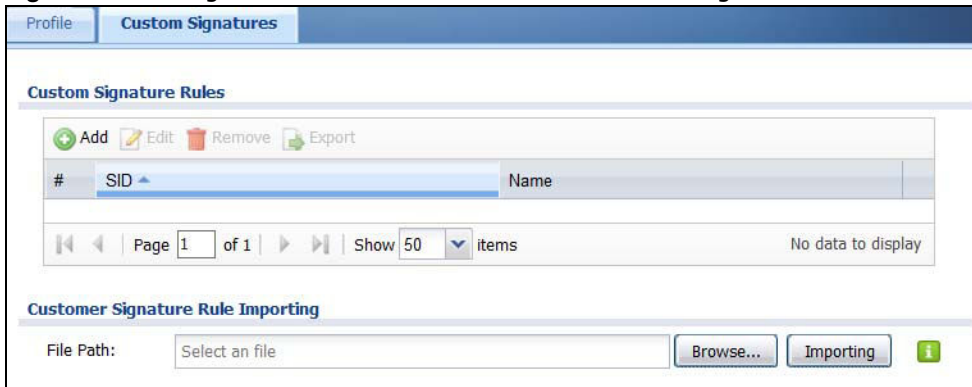 Profile Custom Signatures
Custom Signature Rules
Add Edit Remove Export
# SID Name
Page 1 of 1 Show 50 items No data to display
Customer Signature Rule Importing
File Path: Select an file Browse... Importing